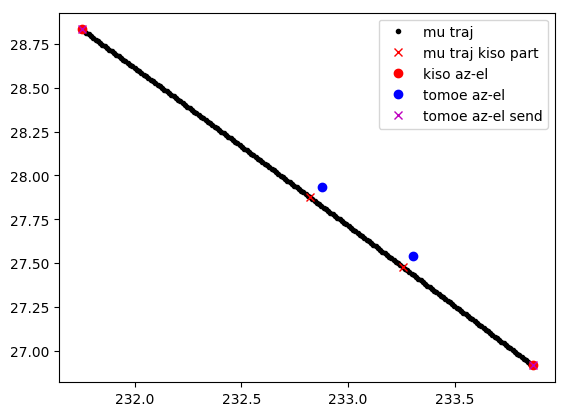 28.75
28.50
28.25
28.00
27.75
27.50
27.25
27.00
232.0 232.5 233.0 233.5
mu traj
mu traj kiso part
kiso az-el
tomoe az-el
tomoe az-el send